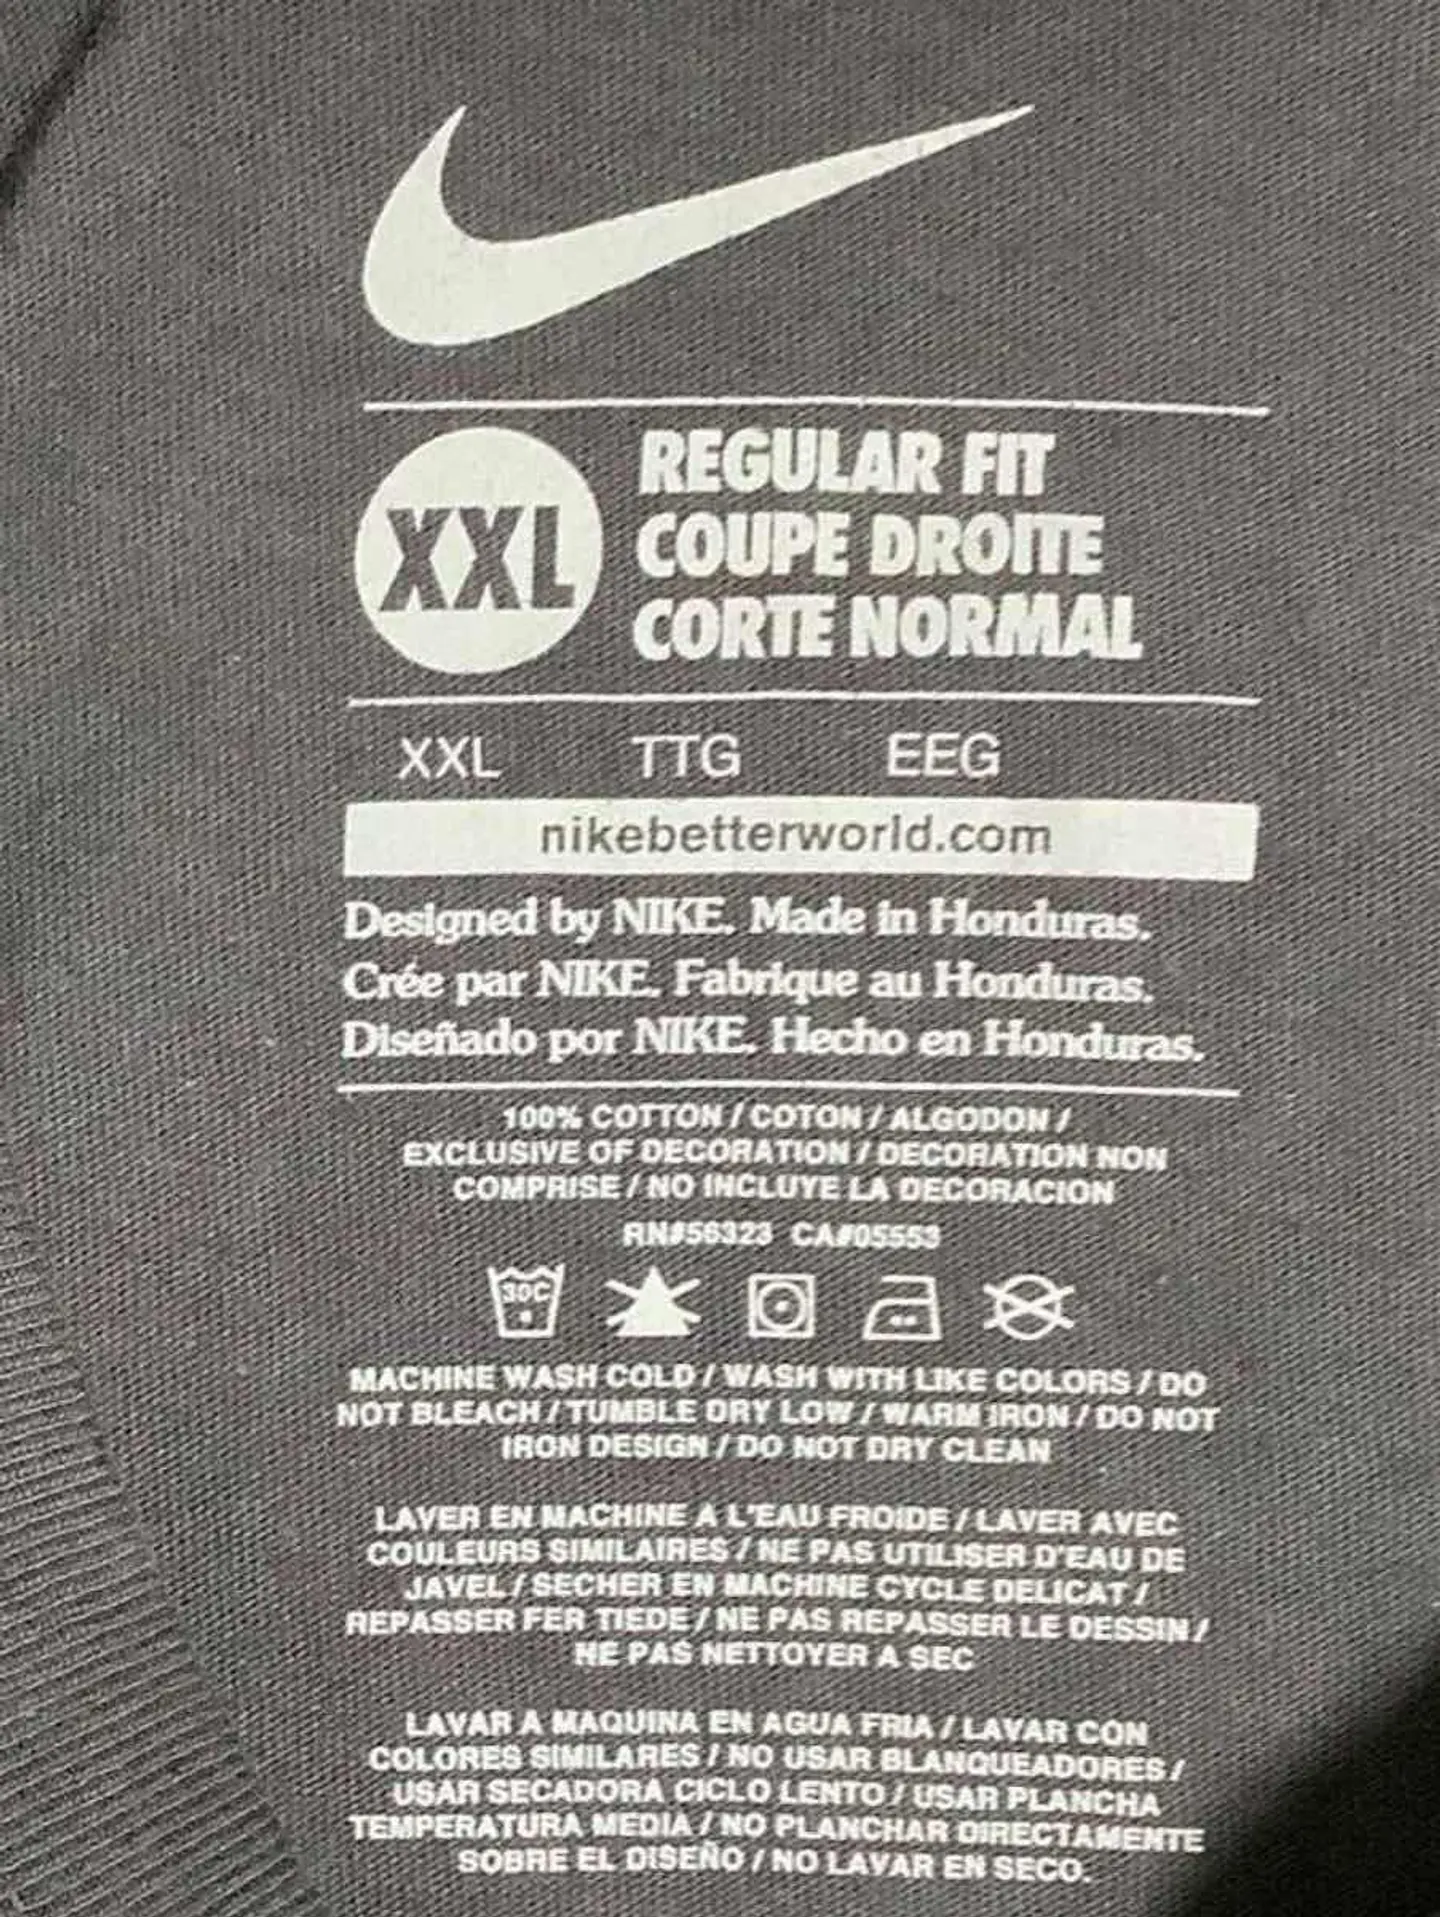 XXL
REGULAR FIT
COUPE DROITE
CORTE NORMAL
XXL TTG EEG
nikebetterworld.com
Designed by NIKE. Made in Honduras.
Crée par NIKE. Fabrique au Honduras.
Diseñado por NIKE. Hecho en Honduras.
100% COTTON / COTON / ALGODON /
EXCLUSIVE OF DECORATION / DECORATION NON
COMPRISE / NO INCLUYE LA DECORACION
RN#56323 CA#05553
30C
MACHINE WASH COLD / WASH WITH LIKE COLORS / DO
NOT BLEACH / TUMBLE DRY LOW / WARM IRON / DO NOT
IRON DESIGN / DO NOT DRY CLEAN
LAVER EN MACHINE A L'EAU FROIDE / LAVER AVEC
COULEURS SIMILAIRES / NE PAS UTILISER D'EAU DE
JAVEL / SECHER EN MACHINE CYCLE DELICAT /
REPASSER FER TIEDE / NE PAS REPASSER LE DESSIN /
NE PAS NETTOYER A SEC
LAVAR A MAQUINA EN AGUA FRIA / LAVAR CON
COLORES SIMILARES / NO USAR BLANQUEADORES /
USAR SECADORA CICLO LENTO / USAR PLANCHA
TEMPERATURA MEDIA / NO PLANCHAR DIRECTAMENTE
SOBRE EL DISEÑO / NO LAVAR EN SECO.